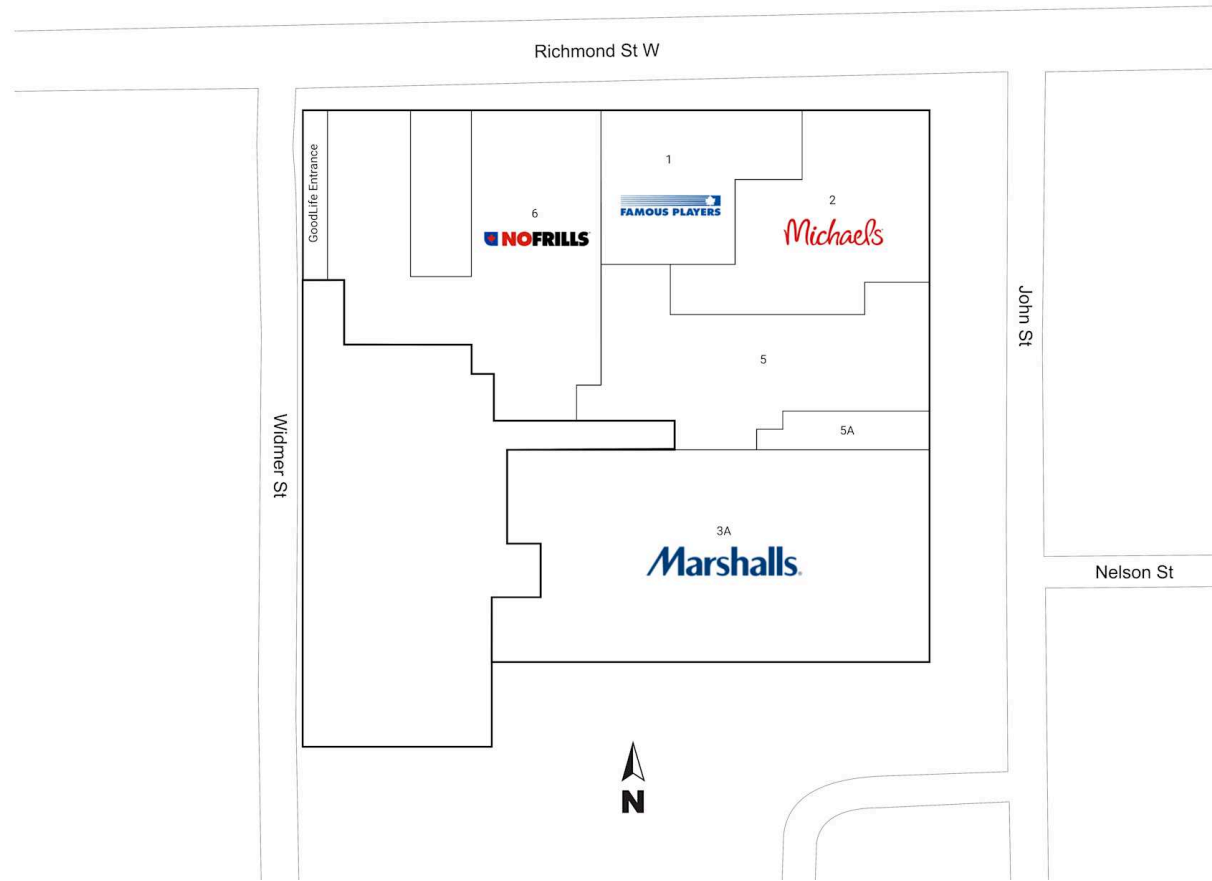 Richmond St W
GoodLife Entrance
1
FAMOUS PLAYERS
2
Michaels
6
NOFRILLS
John St
5
5A
Widmer St
3A
Marshalls.
Nelson St
N